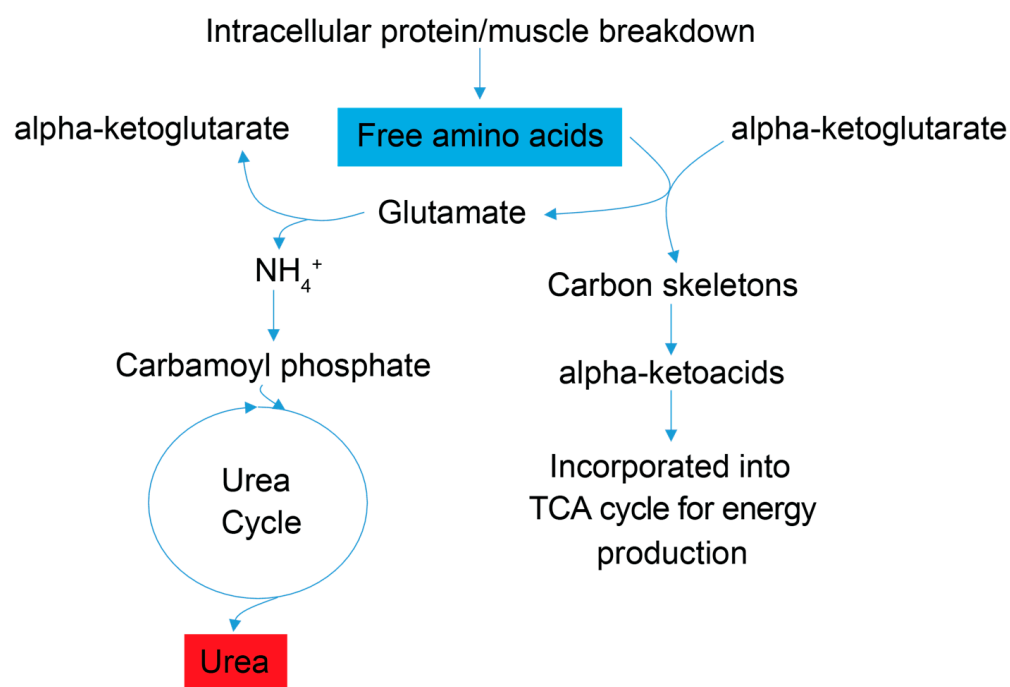 Intracellular protein/muscle breakdown
alpha-ketoglutarate
Free amino acids
alpha-ketoglutarate
Glutamate
NH₄⁺
Carbon skeletons
Carbamoyl phosphate
alpha-ketoacids
Urea
Cycle
Incorporated into
TCA cycle for energy
production
Urea